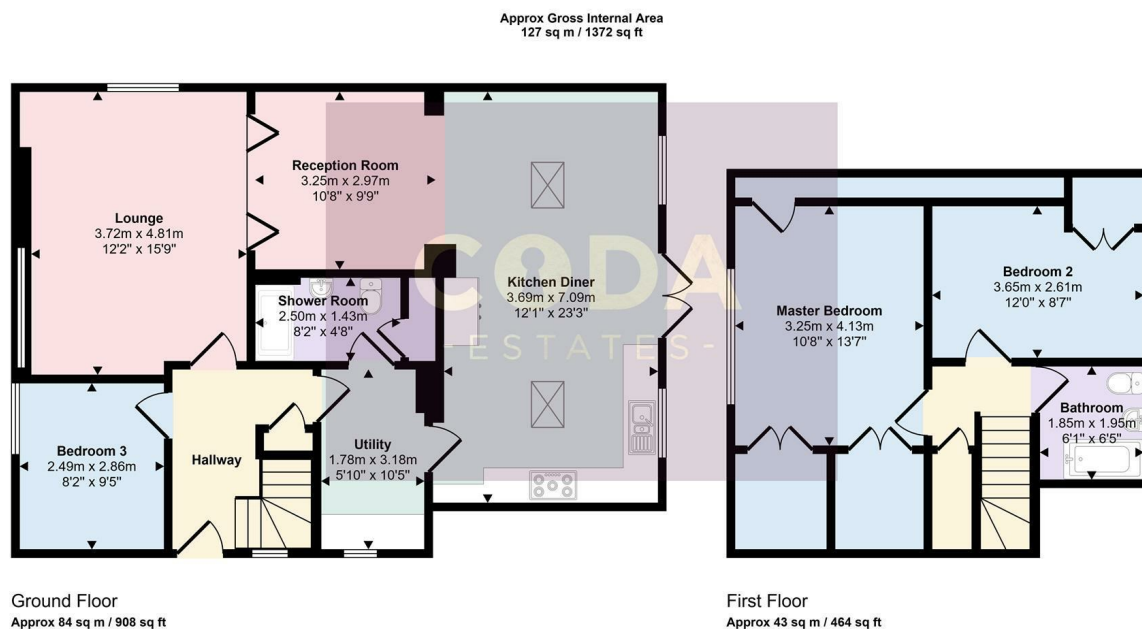 Approx Gross Internal Area
127 sq m / 1372 sq ft
Lounge
3.72m x 4.81m
12'2" x 15'9"
Reception Room
3.25m x 2.97m
10'8" x 9'9"
Shower Room
2.50m x 1.43m
8'2" x 4'8"
Kitchen Diner
3.69m x 7.09m
12'1" x 23'3"
CODA
-ESTATES-
Bedroom 3
2.49m x 2.86m
8'2" x 9'5"
Hallway
Utility
1.78m x 3.18m
5'10" x 10'5"
Master Bedroom
3.25m x 4.13m
10'8" x 13'7"
Bedroom 2
3.65m x 2.61m
12'0" x 8'7"
Bathroom
1.85m x 1.95m
6'1" x 6'5"
Ground Floor
Approx 84 sq m / 908 sq ft
First Floor
Approx 43 sq m / 464 sq ft